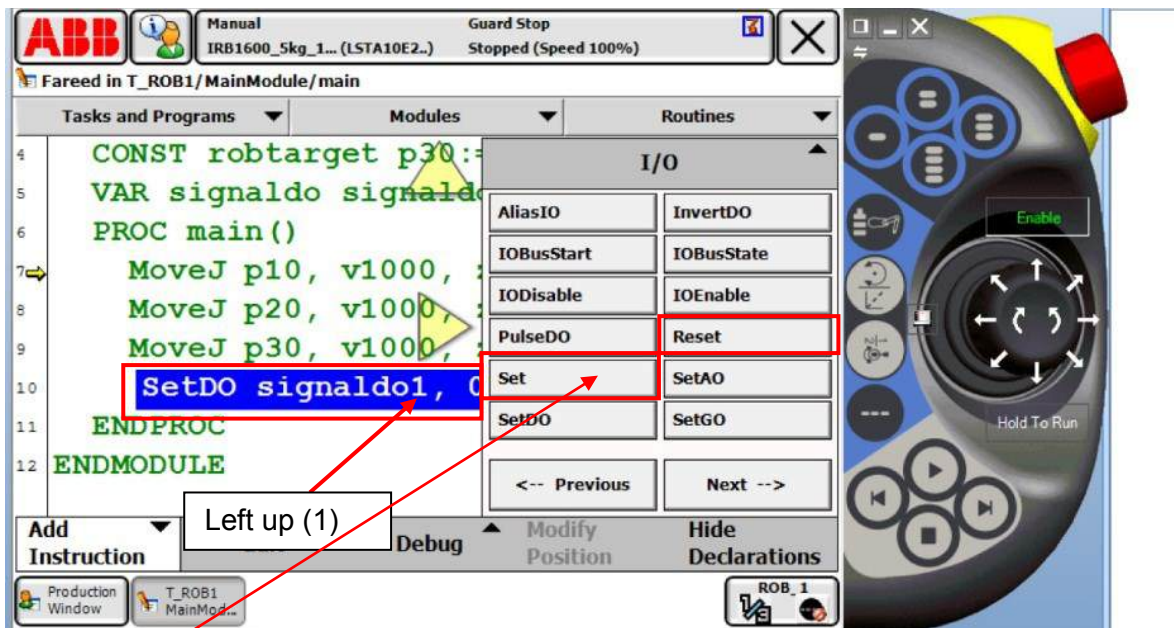 ABB
Manual
IRB1600_5kg_1... (LSTA10E2..)
Guard Stop
Stopped (Speed 100%)
Fareed in T_ROB1/MainModule/main
Tasks and Programs
Modules
Routines
4 CONST robtarget p30:=
5 VAR signaldo signaldo
6 PROC main()
7 MoveJ p10, v1000,
8 MoveJ p20, v1000,
9 MoveJ p30, v1000,
10 SetDO signaldo1, 0
11 ENDPROC
12 ENDMODULE
I/O
AliasIO
InvertDO
IOBusStart
IOBusState
IODisable
IOEnable
PulseDO
Reset
Set
SetAO
SetDO
SetGO
<-- Previous
Next -->
Left up (1)
Add
Instruction
Debug
Modify
Position
Hide
Declarations
Production
Window
T_ROB1
MainMod...
ROB_1
Enable
Hold To Run